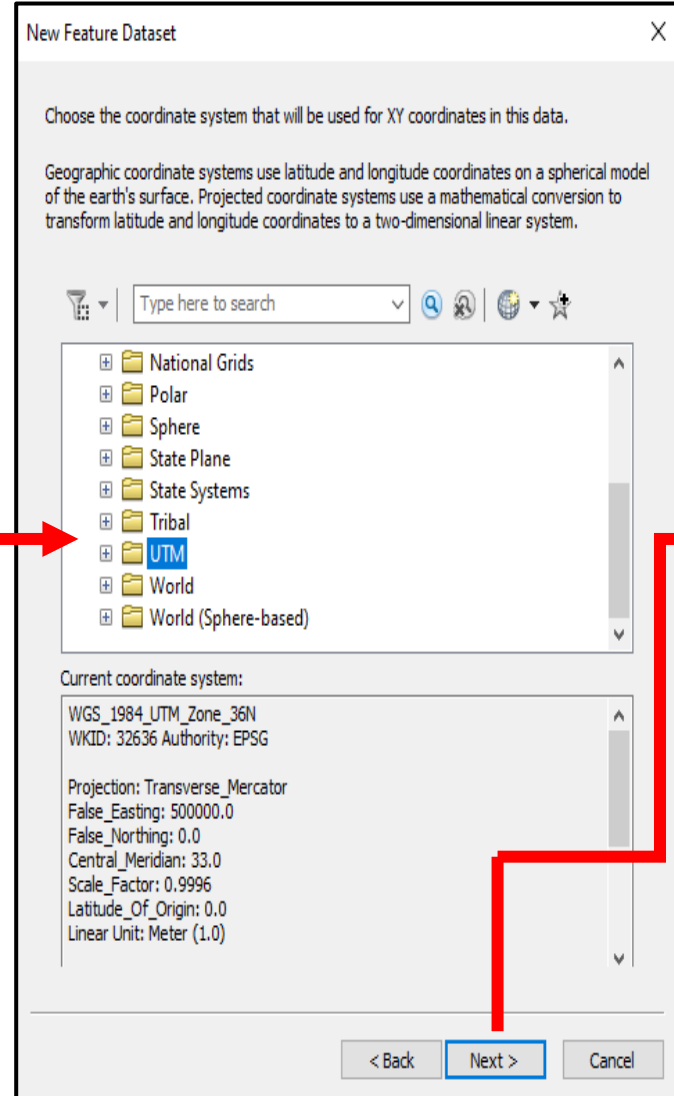 New Feature Dataset
Choose the coordinate system that will be used for XY coordinates in this data.
Geographic coordinate systems use latitude and longitude coordinates on a spherical model
of the earth's surface. Projected coordinate systems use a mathematical conversion to
transform latitude and longitude coordinates to a two-dimensional linear system.
Type here to search
National Grids
Polar
Sphere
State Plane
State Systems
Tribal
UTM
World
World (Sphere-based)
Current coordinate system:
WGS_1984_UTM_Zone_36N
WKID: 32636 Authority: EPSG
Projection: Transverse_Mercator
False_Easting: 500000.0
False_Northing: 0.0
Central_Meridian: 33.0
Scale_Factor: 0.9996
Latitude_Of_Origin: 0.0
Linear Unit: Meter (1.0)
< Back Next > Cancel